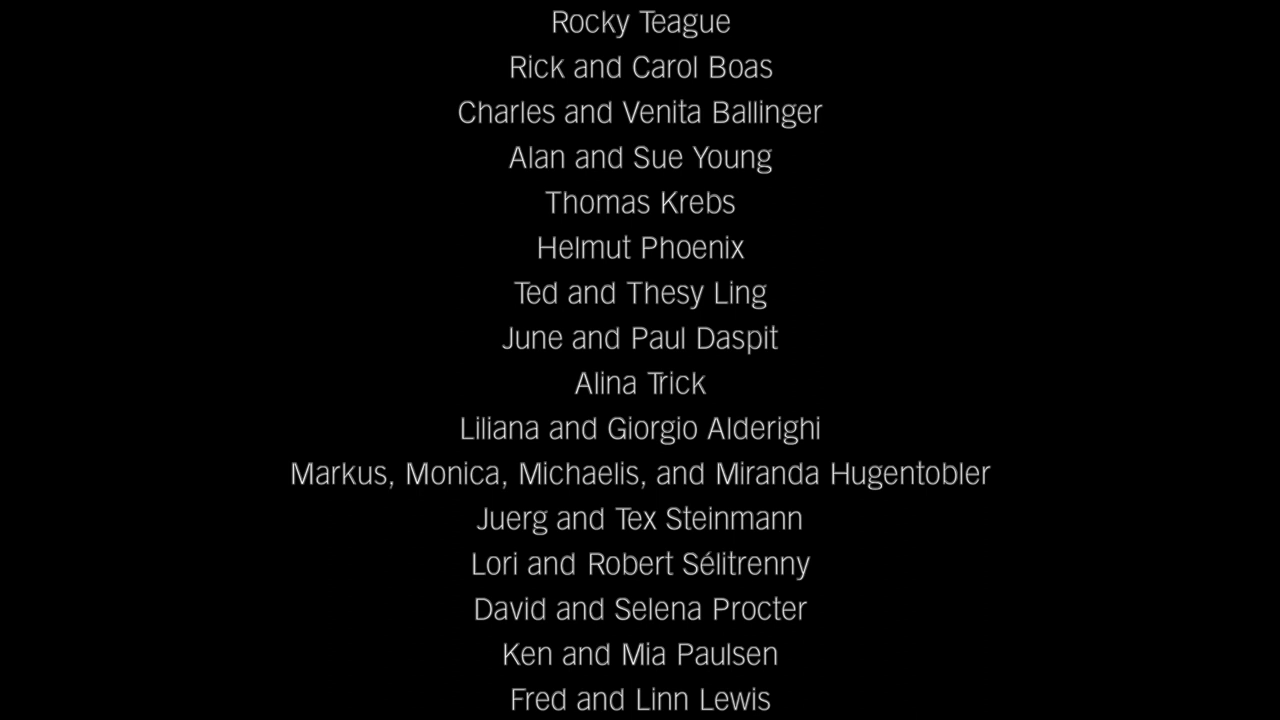 Rocky Teague
Rick and Carol Boas
Charles and Venita Ballinger
Alan and Sue Young
Thomas Krebs
Helmut Phoenix
Ted and Thesy Ling
June and Paul Daspit
Alina Trick
Liliana and Giorgio Alderighi
Markus, Monica, Michaelis, and Miranda Hugentobler
Juerg and Tex Steinmann
Lori and Robert Sélitrenny
David and Selena Procter
Ken and Mia Paulsen
Fred and Linn Lewis